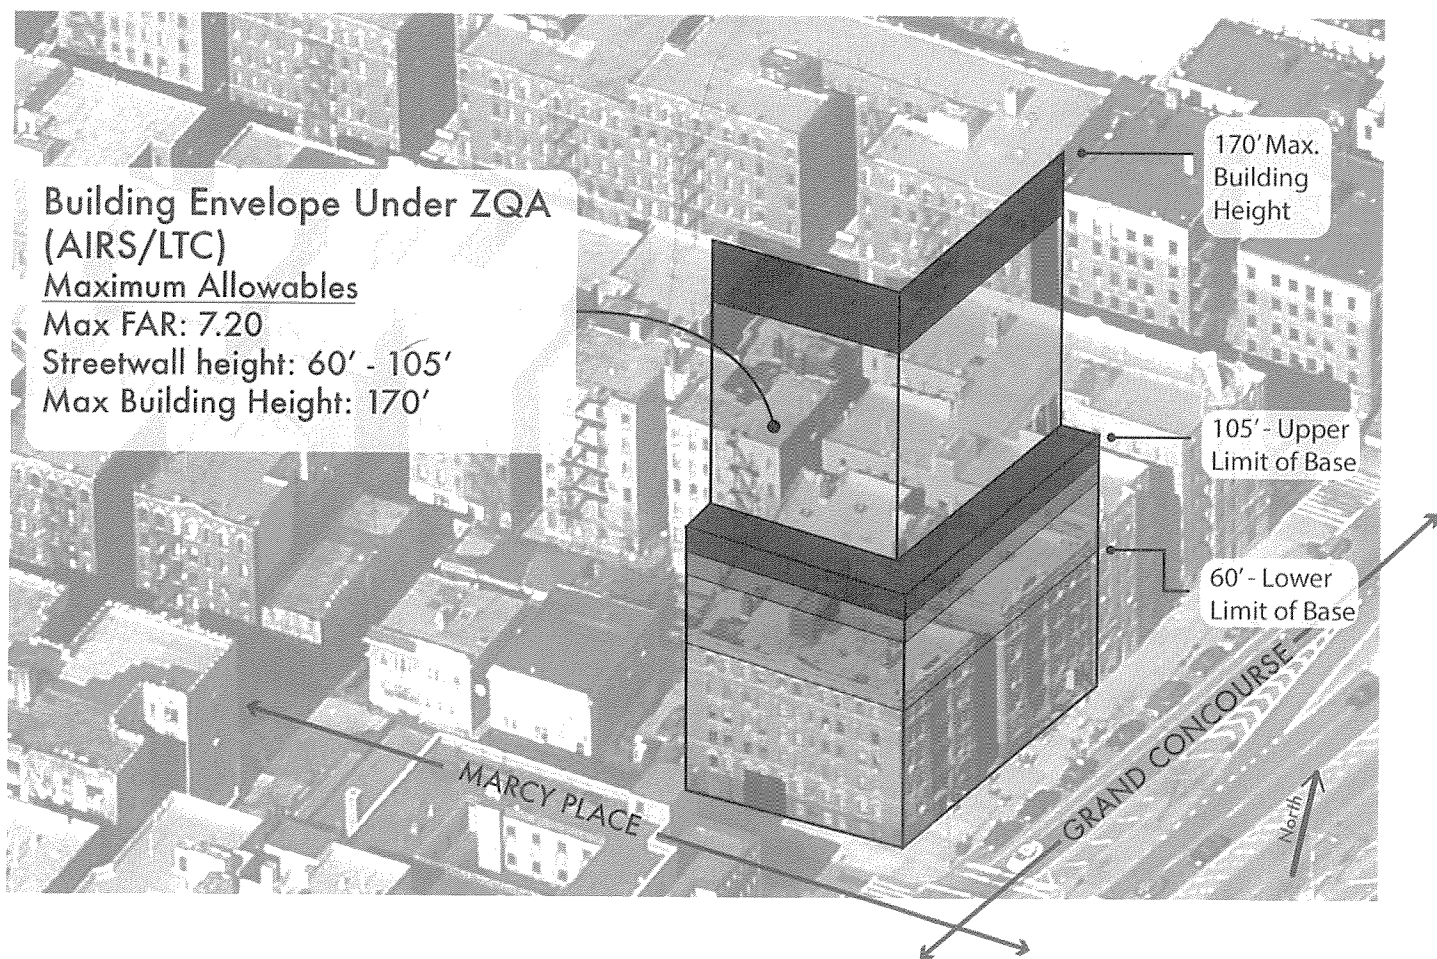 Building Envelope Under ZQA
(AIRS/LTC)
Maximum Allowables
Max FAR: 7.20
Streetwall height: 60' - 105'
Max Building Height: 170'
170' Max.
Building
Height
105' - Upper
Limit of Base
60' - Lower
Limit of Base
MARCY PLACE
GRAND CONCOURSE
North